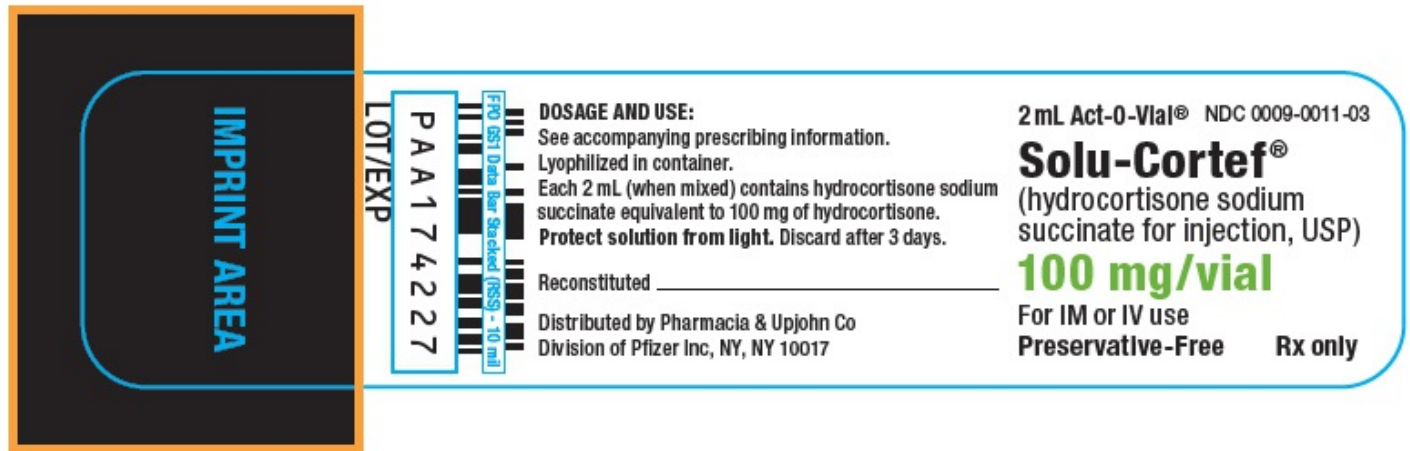 IMPRINT AREA
LOT/EXP
PAA174227
FPO GS1 Data Bar Stacked (RSS) - 10 mil
DOSAGE AND USE:
See accompanying prescribing information.
Lyophilized in container.
Each 2 mL (when mixed) contains hydrocortisone sodium
succinate equivalent to 100 mg of hydrocortisone.
Protect solution from light. Discard after 3 days.
Reconstituted
Distributed by Pharmacia & Upjohn Co
Division of Pfizer Inc, NY, NY 10017
2 mL Act-O-Vial® NDC 0009-0011-03
Solu-Cortef®
(hydrocortisone sodium
succinate for injection, USP)
100 mg/vial
For IM or IV use
Preservative-Free Rx only